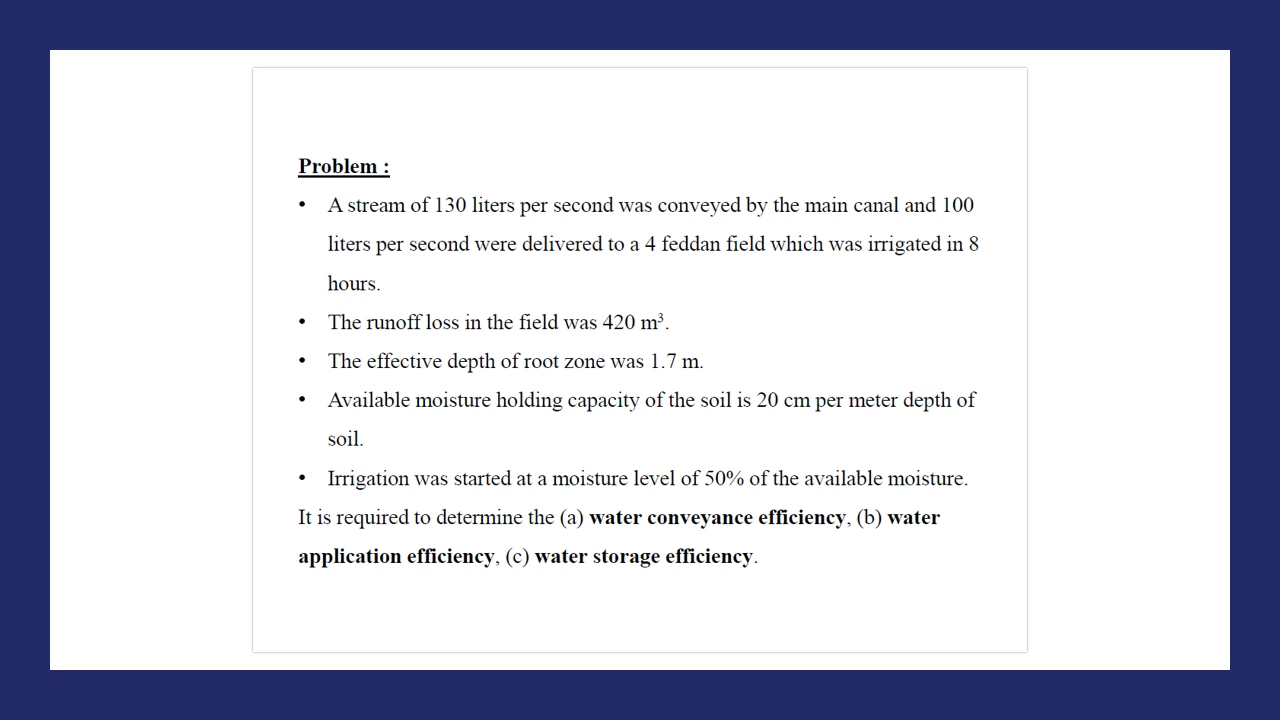 Problem :
• A stream of 130 liters per second was conveyed by the main canal and 100
liters per second were delivered to a 4 feddan field which was irrigated in 8
hours.
• The runoff loss in the field was 420 m³.
• The effective depth of root zone was 1.7 m.
• Available moisture holding capacity of the soil is 20 cm per meter depth of
soil.
• Irrigation was started at a moisture level of 50% of the available moisture.
It is required to determine the (a) water conveyance efficiency, (b) water
application efficiency, (c) water storage efficiency.